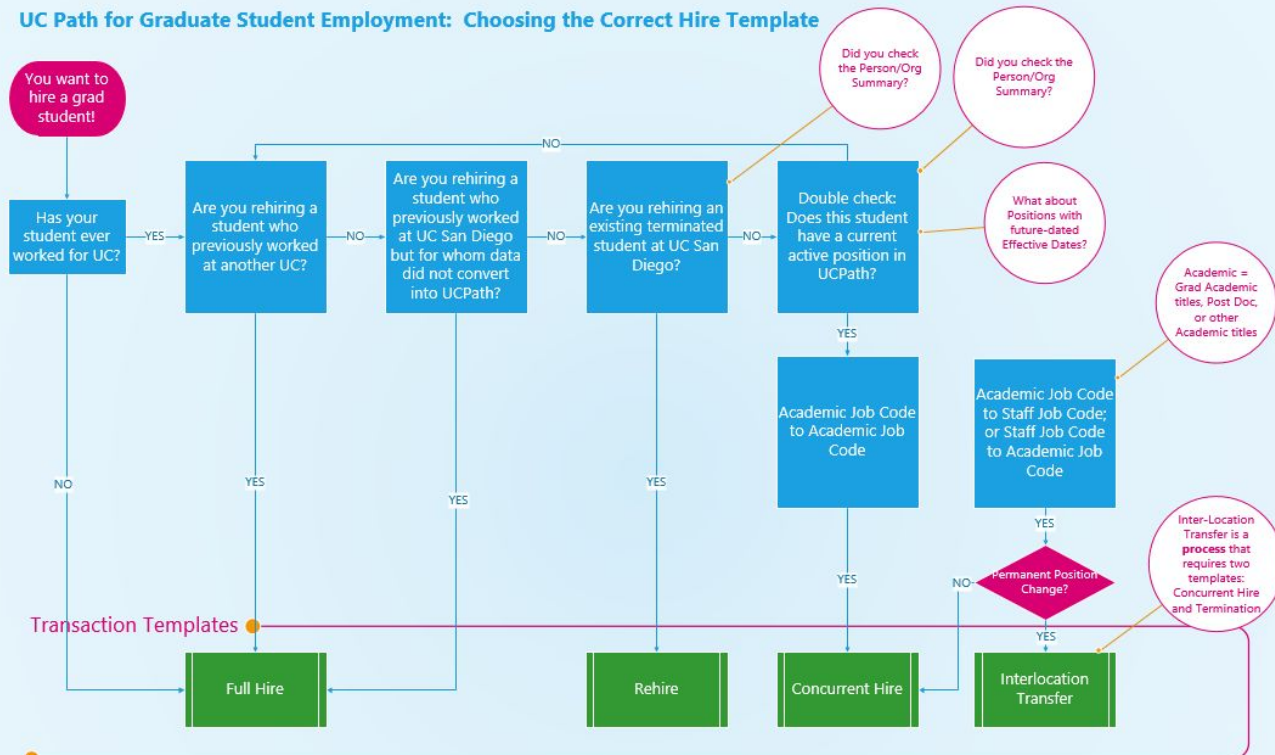 UC Path for Graduate Student Employment: Choosing the Correct Hire Template
Did you check
the Person/Org
Summary?
Did you check the
Person/Org
Summary?
You want to
hire a grad
student!
NO
Has your
student ever
worked for UC?
YES
Are you rehiring a
student who
previously worked
at another UC?
NO
Are you rehiring a
student who
previously worked
at UC San Diego
but for whom data
did not convert
into UCPath?
NO
Are you rehiring an
existing terminated
student at UC San
Diego?
NO
Double check:
Does this student
have a current
active position in
UCPath?
What about
Positions with
future-dated
Effective Dates?
Academic =
Grad Academic
titles, Post Doc,
or other
Academic titles
YES
Academic Job Code
to Academic Job
Code
Academic Job Code
to Staff Job Code;
or Staff Job Code
to Academic Job
Code
NO
YES
YES
YES
YES
YES
Inter-Location
Transfer is a
process that
requires two
templates:
Concurrent Hire
and Termination
NO
Permanent Position
Change?
YES
Transaction Templates
Full Hire
Rehire
Concurrent Hire
Interlocation
Transfer